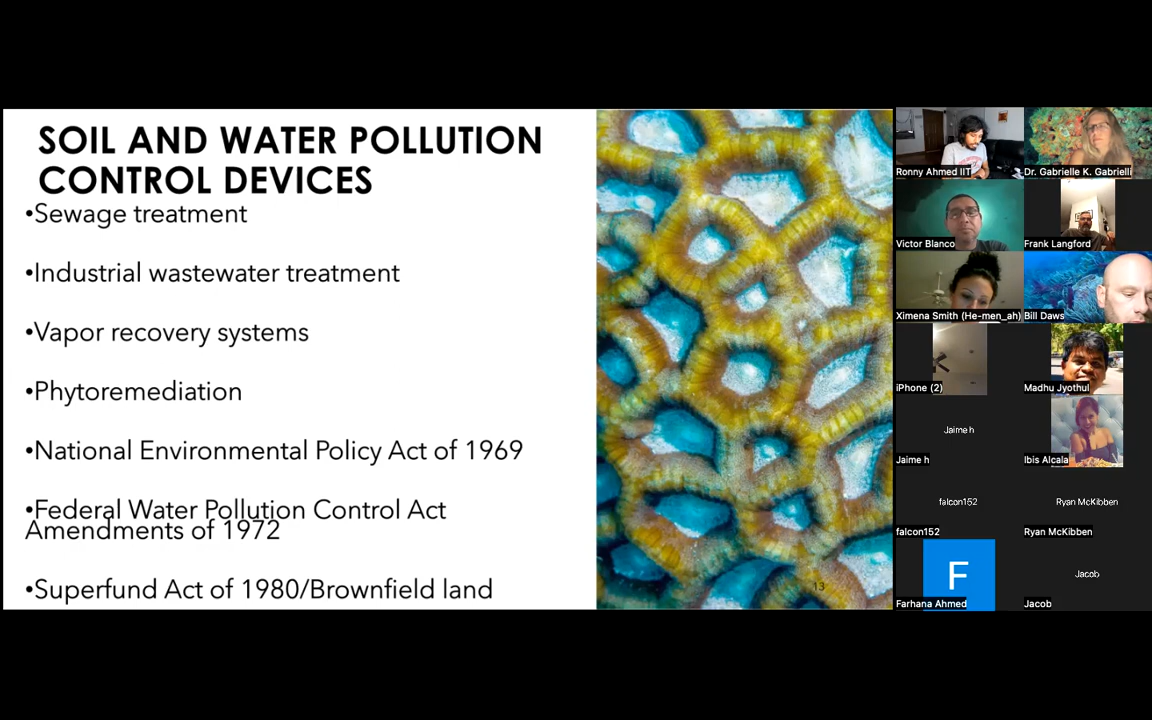 SOIL AND WATER POLLUTION
CONTROL DEVICES
•Sewage treatment
•Industrial wastewater treatment
•Vapor recovery systems
•Phytoremediation
•National Environmental Policy Act of 1969
•Federal Water Pollution Control Act
Amendments of 1972
•Superfund Act of 1980/Brownfield land
13
Ronny Ahmed IIT
Dr. Gabrielle K. Gabrielli
Victor Blanco
Frank Langford
Ximena Smith (He-men_ah)
Bill Daws
iPhone (2)
Madhu Jyothul
Jaime h
Jaime h
Ibis Alcala
falcon152
falcon152
Ryan McKibben
Ryan McKibben
F
Farhana Ahmed
Jacob
Jacob